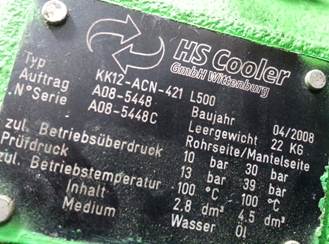 HS Cooler
GmbH Wittenburg
Typ KK12-ACN-421 L500
Auftrag A08-5448 Baujahr 04/2008
.N°Serie A08-5448C Leergewicht 22 KG
Rohrseite/Mantelseite
zul. Betriebsüberdruck 10 bar 30 bar
Prüfdruck 13 bar 39 bar
zul. Betriebstemperatur 100 °C 100 °C
Inhalt 2.8 dm³ 4.5 dm³
Medium Wasser Öl